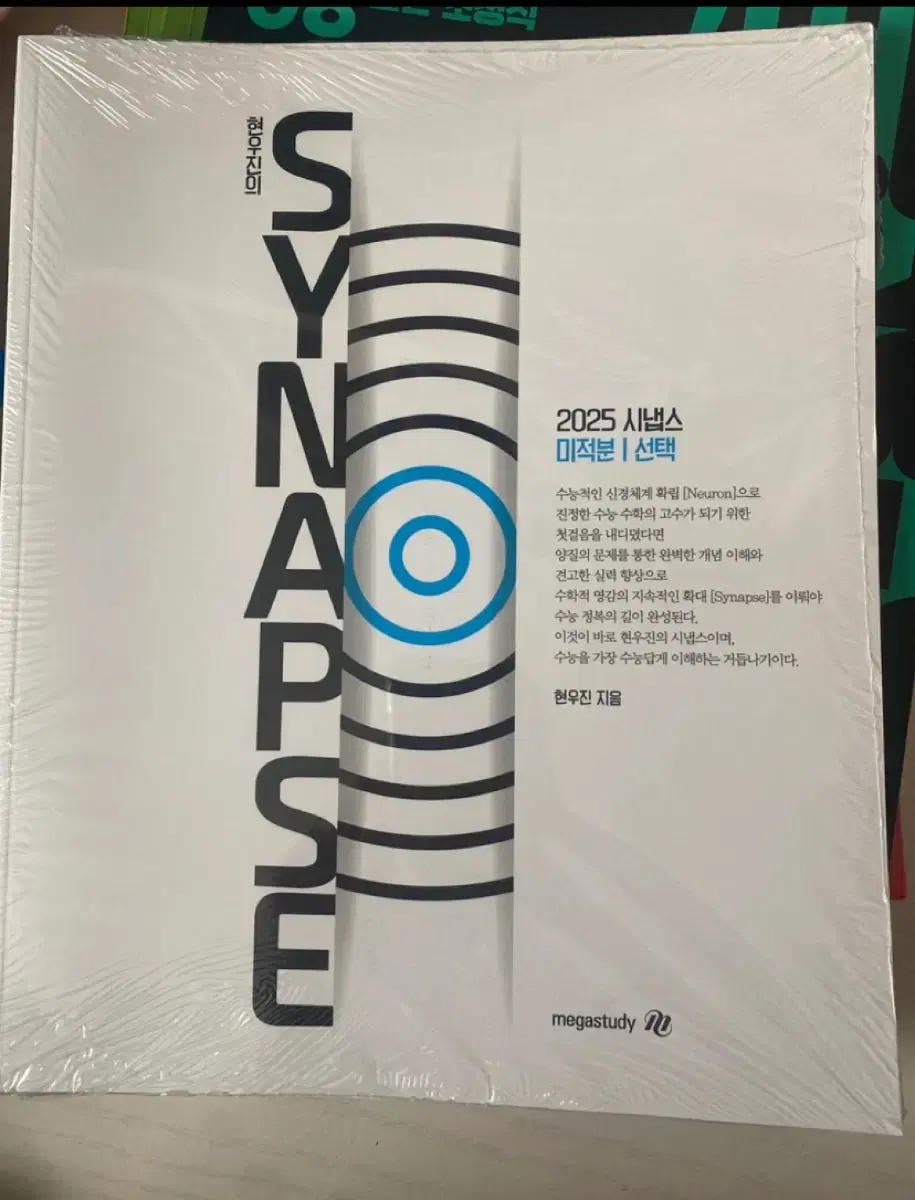 현우진의
SYNAPSE
2025 시냅스
미적분 | 선택
수능적인 신경체계 확립 [Neuron]으로
진정한 수능 수학의 고수가 되기 위한
첫걸음을 내디뎠다면
양질의 문제를 통한 완벽한 개념 이해와
견고한 실력 향상으로
수학적 영감의 지속적인 확대 [Synapse]를 이뤄야
수능 정복의 길이 완성된다.
이것이 바로 현우진의 시냅스이며,
수능을 가장 수능답게 이해하는 거듭나기이다.
현우진 지음
megastudy